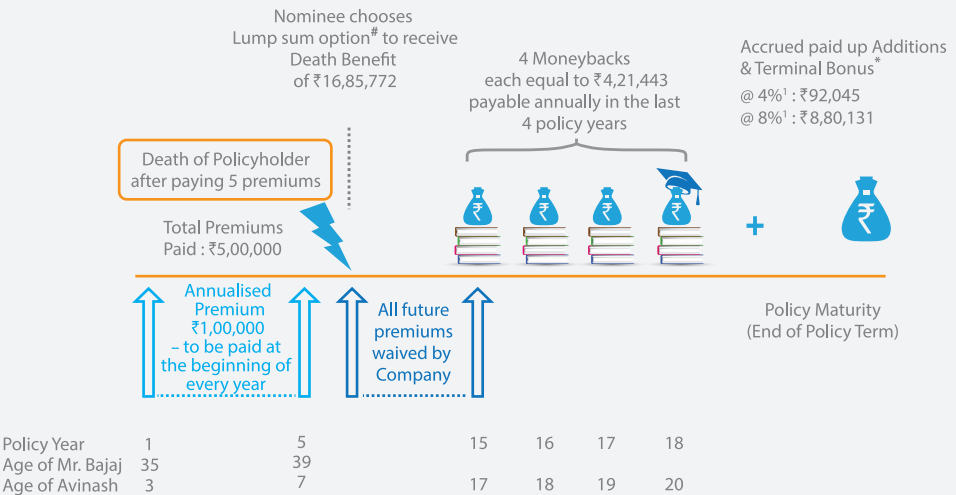 Nominee chooses
Lump sum option# to receive
Death Benefit
of ₹16,85,772
4 Moneybacks
each equal to ₹4,21,443
payable annually in the last
4 policy years
Accrued paid up Additions
& Terminal Bonus*
@ 4%¹ : ₹92,045
@ 8%¹ : ₹8,80,131
Death of Policyholder
after paying 5 premiums
Total Premiums
Paid : ₹5,00,000
₹ ₹ ₹ ₹ + ₹
Annualised
Premium
₹1,00,000
– to be paid at
the beginning of
every year
All future
premiums
waived by
Company
Policy Maturity
(End of Policy Term)
Policy Year 1 5 15 16 17 18
Age of Mr. Bajaj 35 39
Age of Avinash 3 7 17 18 19 20